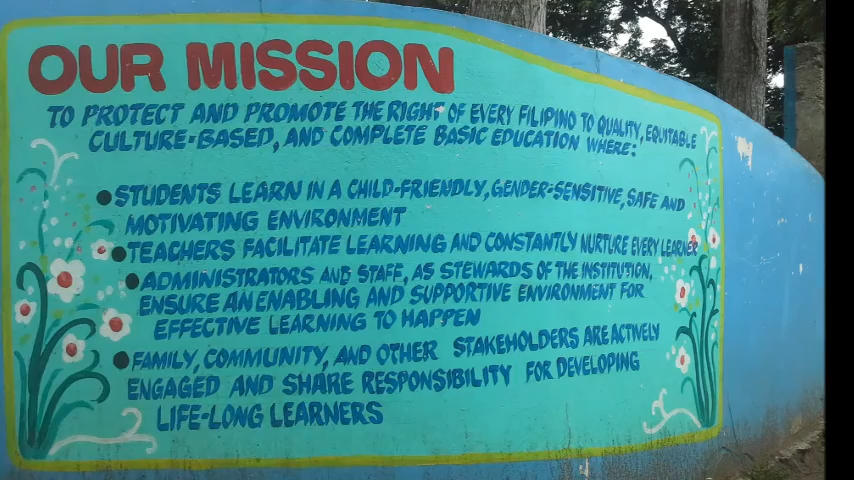 OUR MISSION
TO PROTECT AND PROMOTE THE RIGHT OF EVERY FILIPINO TO QUALITY, EQUITABLE
CULTURE-BASED, AND COMPLETE BASIC EDUCATION WHERE:
● STUDENTS LEARN IN A CHILD-FRIENDLY, GENDER-SENSITIVE, SAFE AND
MOTIVATING ENVIRONMENT
● TEACHERS FACILITATE LEARNING AND CONSTANTLY NURTURE EVERY LEARNER
● ADMINISTRATORS AND STAFF, AS STEWARDS OF THE INSTITUTION,
ENSURE AN ENABLING AND SUPPORTIVE ENVIRONMENT FOR
EFFECTIVE LEARNING TO HAPPEN
● FAMILY, COMMUNITY, AND OTHER STAKEHOLDERS ARE ACTIVELY
ENGAGED AND SHARE RESPONSIBILITY FOR DEVELOPING
LIFE-LONG LEARNERS